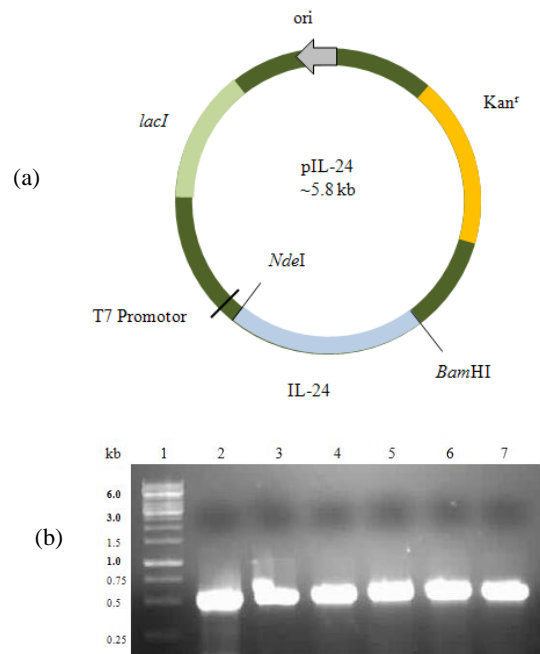 (a)
ori
lacI
Kanʳ
pIL-24
~5.8 kb
NdeI
T7 Promotor
BamHI
IL-24
(b)
kb 1 2 3 4 5 6 7
6.0
3.0
1.5
1.0
0.75
0.5
0.25